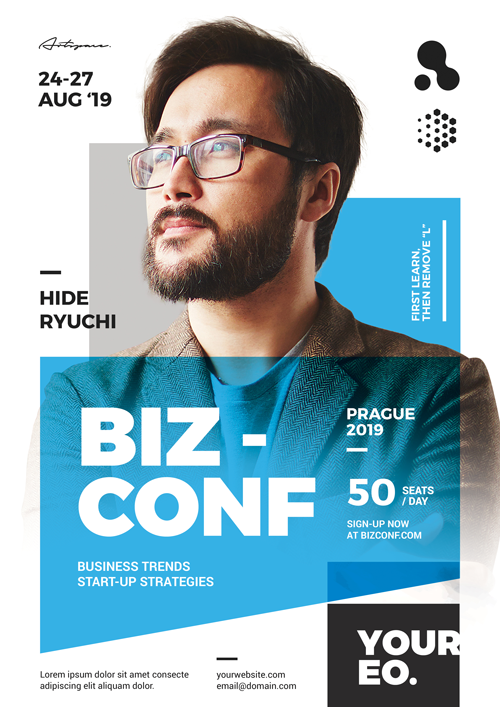 Artspace.
24-27
AUG ‘19
HIDE
RYUCHI
FIRST LEARN,
THEN REMOVE "L"
BIZ -
CONF
PRAGUE
2019
50 SEATS
/ DAY
SIGN-UP NOW
AT BIZCONF.COM
BUSINESS TRENDS
START-UP STRATEGIES
YOUR
EO.
Lorem ipsum dolor sit amet consecte
adipiscing elit aliquam dolor.
yourwebsite.com
email@domain.com